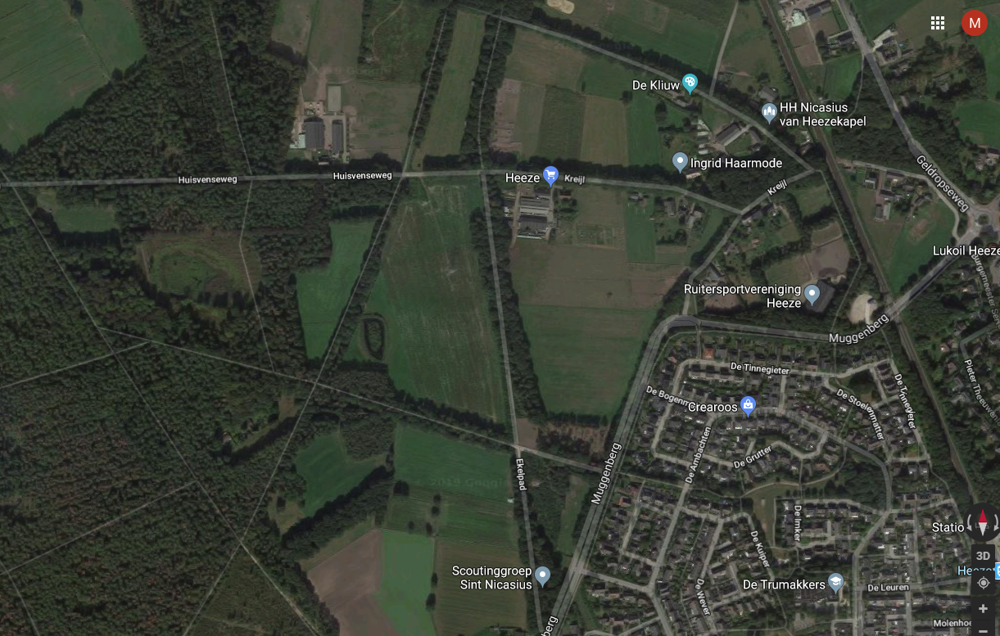 M
De Kliuw
HH Nicasius
van Heezekapel
Geldropseweg
Ingrid Haarmode
Huisvenseweg
Huisvenseweg
Heeze
Kreijl
Kreijl
Lukoil Heeze
Ruitersportvereniging
Heeze
Muggenberg
De Tinnegieter
De Tinnegieter
De Stoelenmatter
Crearoos
De Ambachten
De Grutter
Muggenberg
Ekelpad
De Imker
De Kuiper
Statio
3D
Scoutinggroep
Sint Nicasius
De Trumakkers
De Wever
De Leuren